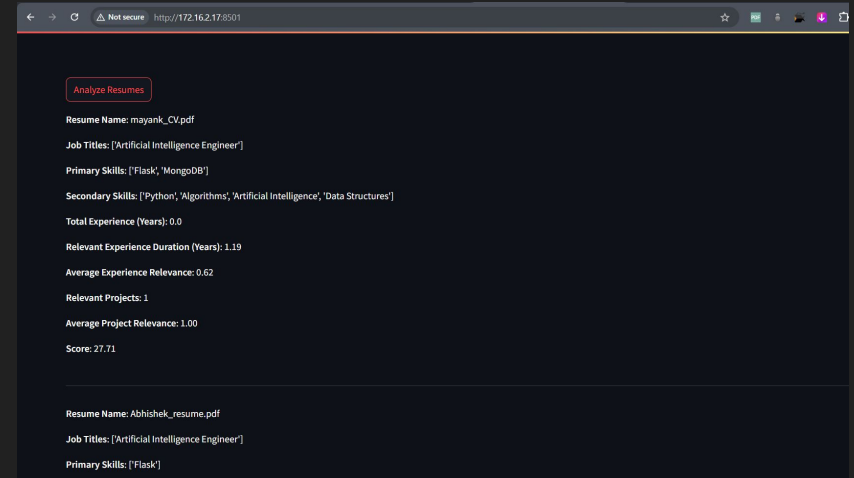 Not secure http://172.16.2.17:8501
Analyze Resumes
Resume Name: mayank_CV.pdf
Job Titles: ['Artificial Intelligence Engineer']
Primary Skills: ['Flask', 'MongoDB']
Secondary Skills: ['Python', 'Algorithms', 'Artificial Intelligence', 'Data Structures']
Total Experience (Years): 0.0
Relevant Experience Duration (Years): 1.19
Average Experience Relevance: 0.62
Relevant Projects: 1
Average Project Relevance: 1.00
Score: 27.71
Resume Name: Abhishek_resume.pdf
Job Titles: ['Artificial Intelligence Engineer']
Primary Skills: ['Flask']